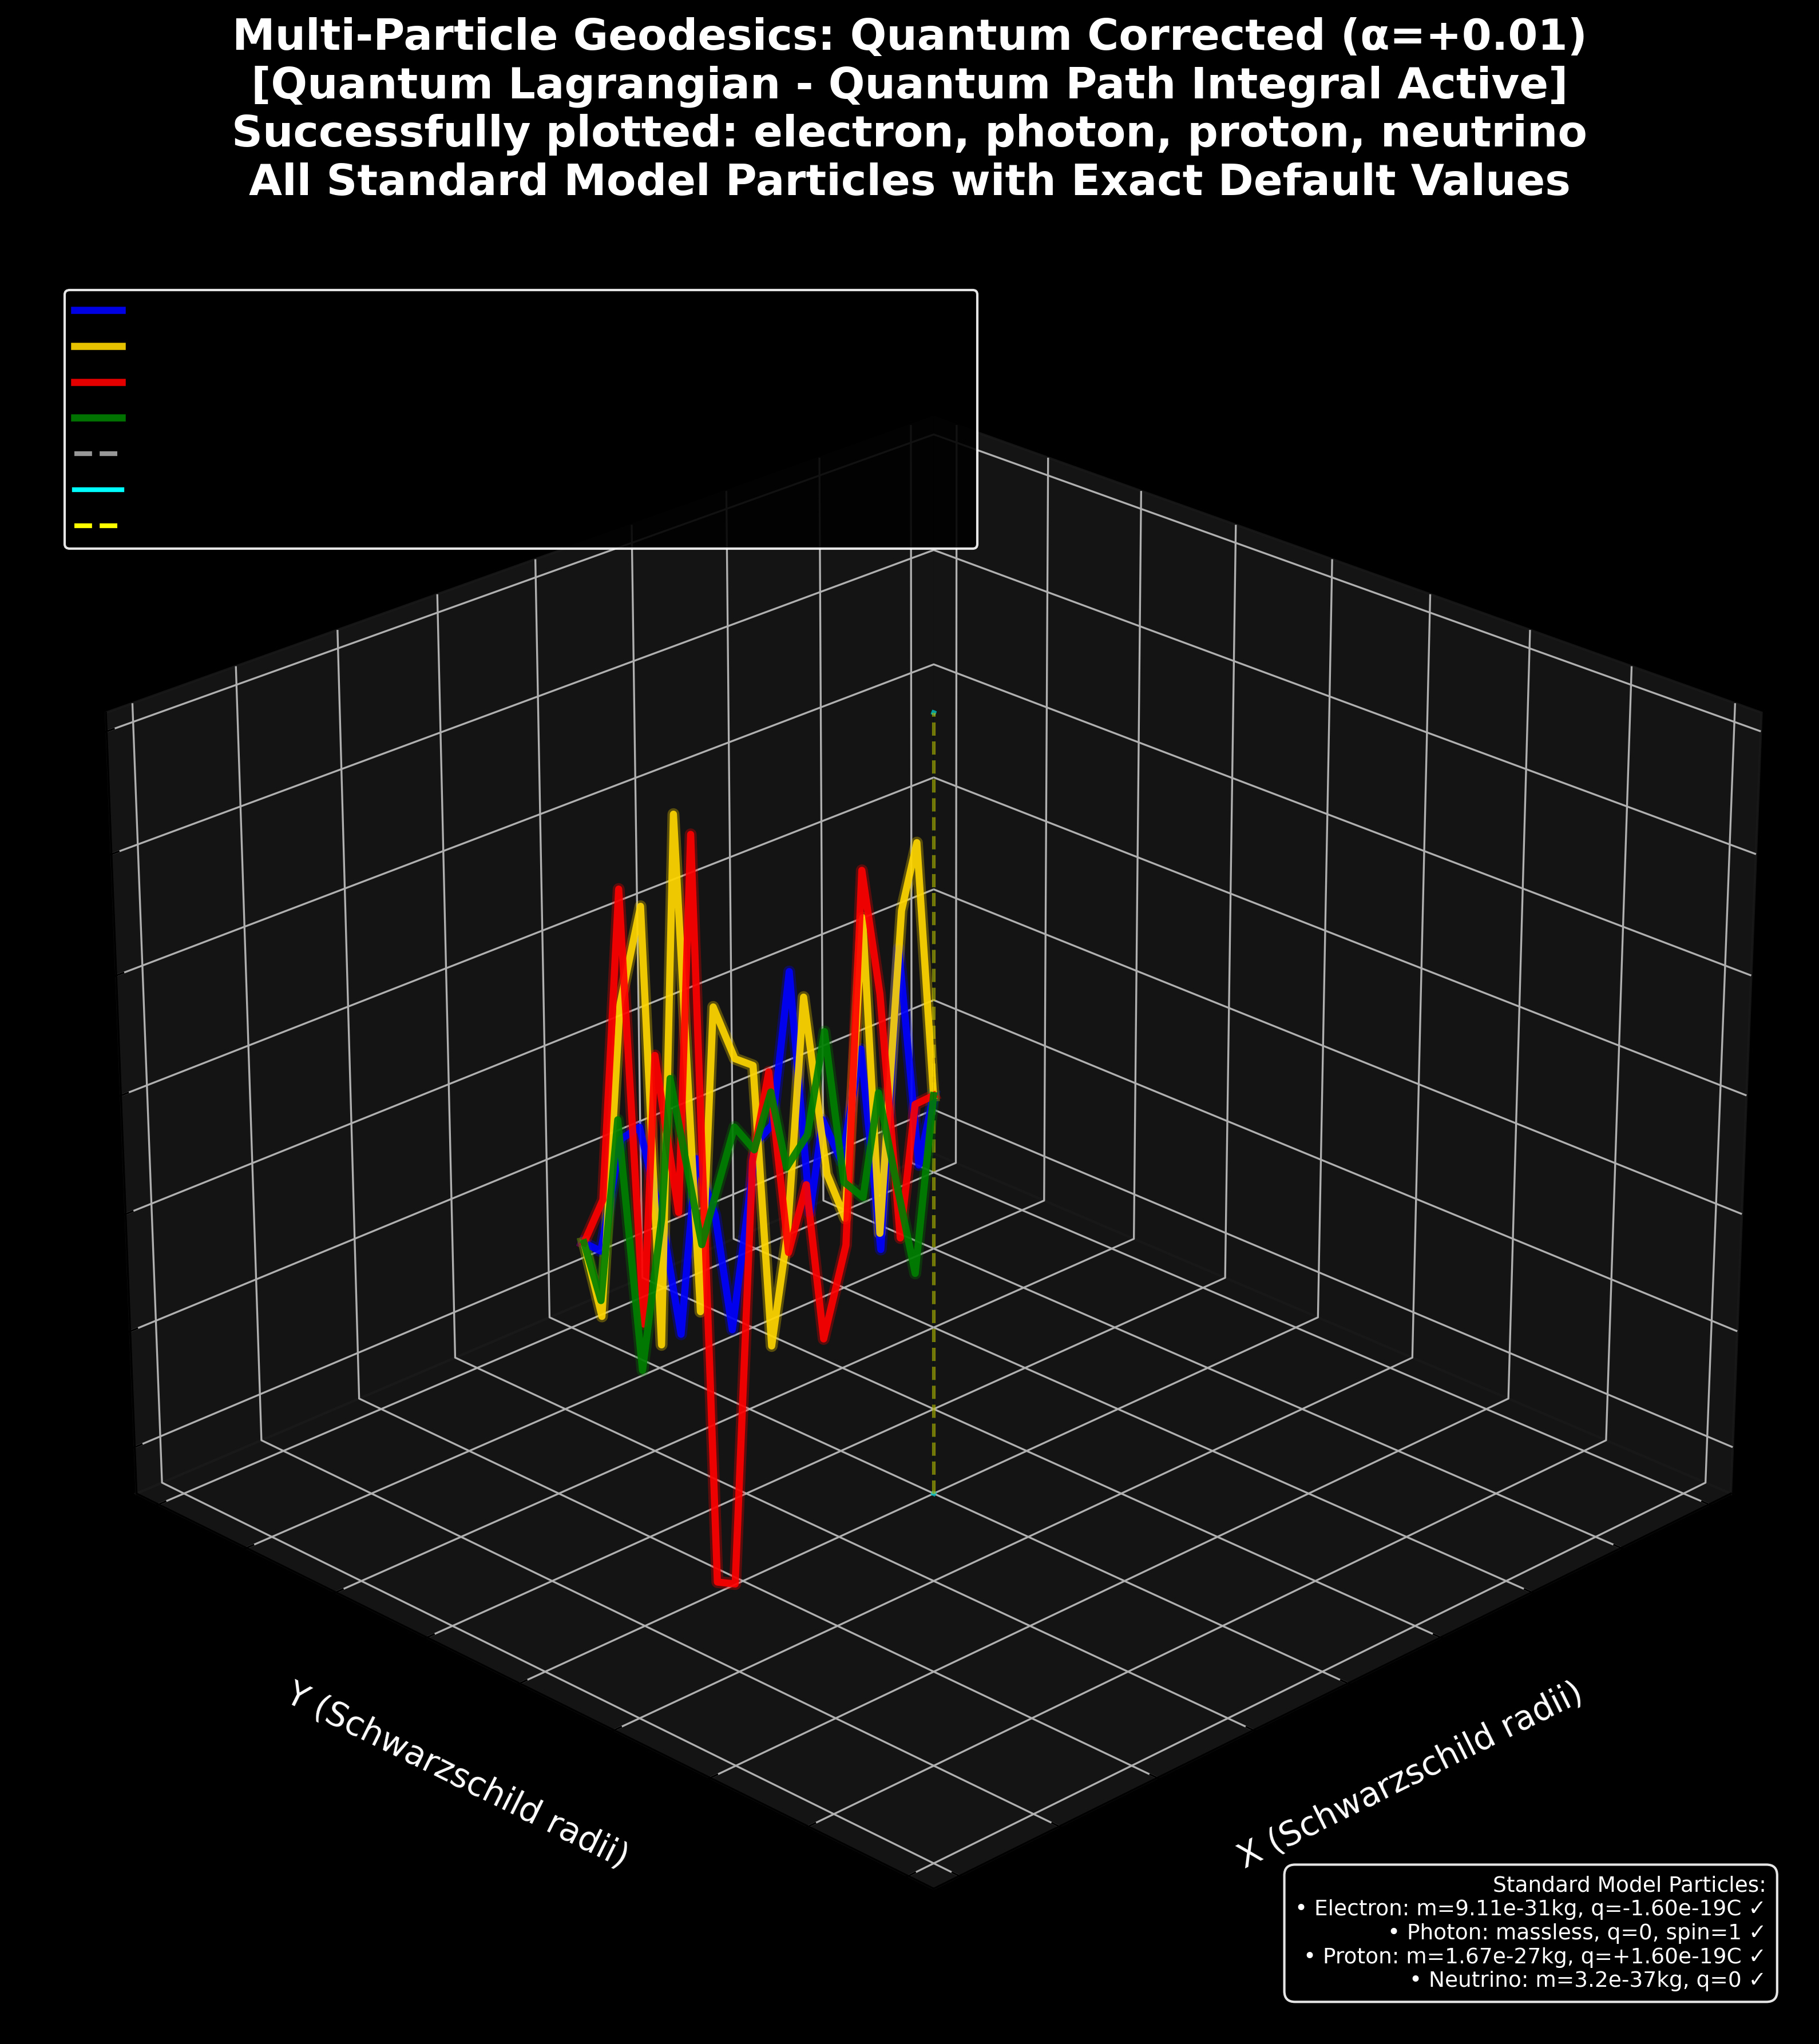 Multi-Particle Geodesics: Quantum Corrected (α=+0.01)
[Quantum Lagrangian - Quantum Path Integral Active]
Successfully plotted: electron, photon, proton, neutrino
All Standard Model Particles with Exact Default Values
Y (Schwarzschild radii)
X (Schwarzschild radii)
Standard Model Particles:
• Electron: m=9.11e-31kg, q=-1.60e-19C ✓
• Photon: massless, q=0, spin=1 ✓
• Proton: m=1.67e-27kg, q=+1.60e-19C ✓
• Neutrino: m=3.2e-37kg, q=0 ✓